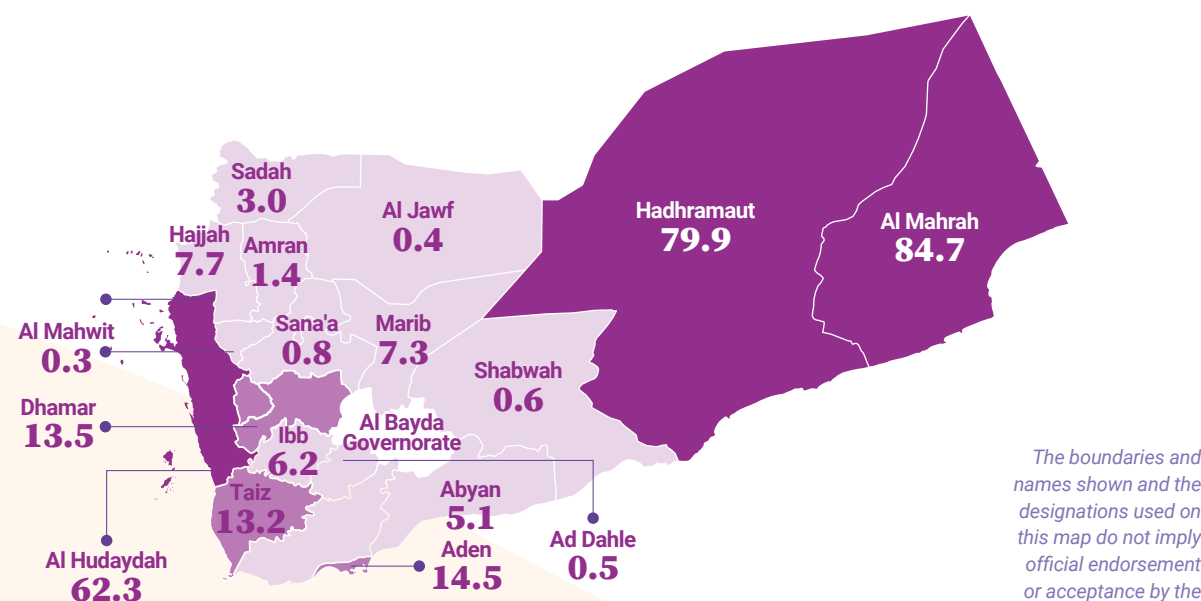 Sadah
3.0
Al Jawf
0.4
Hadhramaut
79.9
Al Mahrah
84.7
Hajjah
7.7
Amran
1.4
Al Mahwit
0.3
Sana'a
0.8
Marib
7.3
Shabwah
0.6
Dhamar
13.5
Ibb
6.2
Al Bayda
Governorate
Taiz
13.2
Abyan
5.1
Aden
14.5
Ad Dahle
0.5
Al Hudaydah
62.3
The boundaries and
names shown and the
designations used on
this map do not imply
official endorsement
or acceptance by the